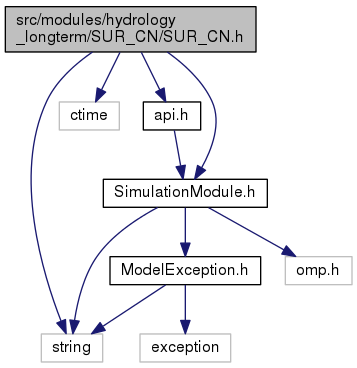 src/modules/hydrology
_longterm/SUR_CN/SUR_CN.h
ctime
api.h
SimulationModule.h
ModelException.h
omp.h
string
exception